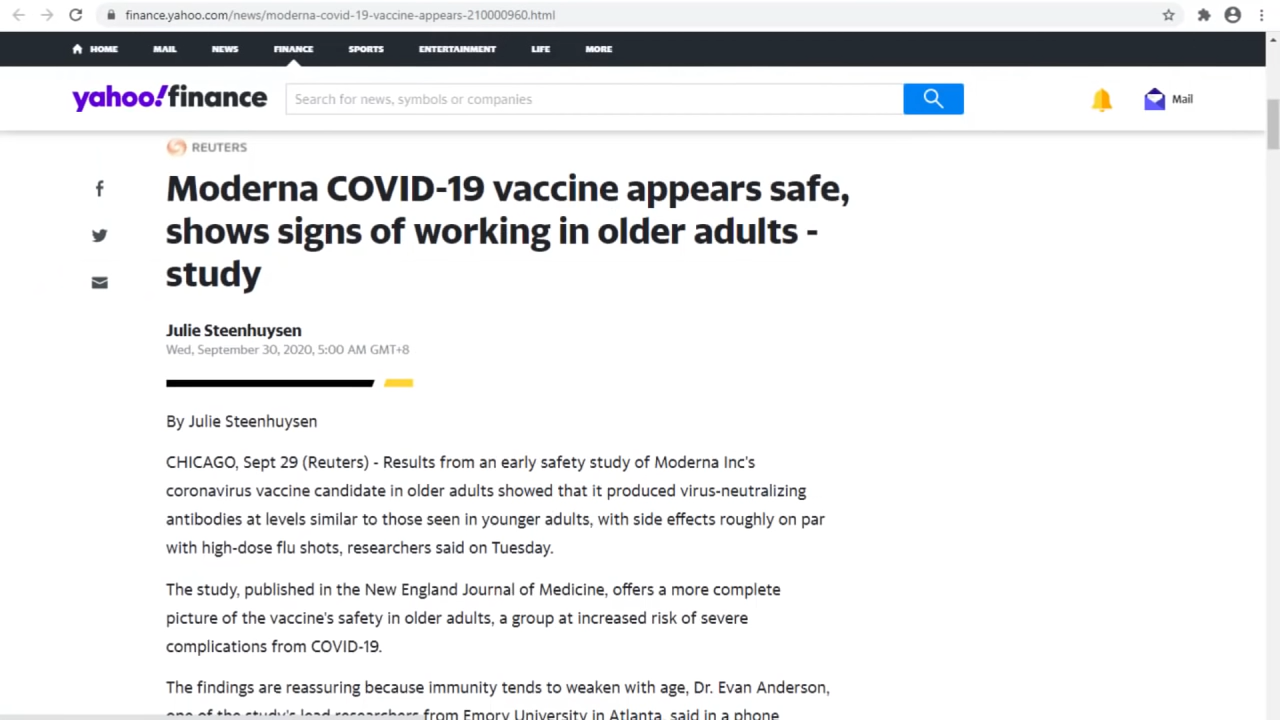 finance.yahoo.com/news/moderna-covid-19-vaccine-appears-210000960.html
HOME MAIL NEWS FINANCE SPORTS ENTERTAINMENT LIFE MORE
yahoo!finance Search for news, symbols or companies Mail
REUTERS
Moderna COVID-19 vaccine appears safe,
shows signs of working in older adults -
study
Julie Steenhuysen
Wed, September 30, 2020, 5:00 AM GMT+8
By Julie Steenhuysen
CHICAGO, Sept 29 (Reuters) - Results from an early safety study of Moderna Inc's
coronavirus vaccine candidate in older adults showed that it produced virus-neutralizing
antibodies at levels similar to those seen in younger adults, with side effects roughly on par
with high-dose flu shots, researchers said on Tuesday.
The study, published in the New England Journal of Medicine, offers a more complete
picture of the vaccine's safety in older adults, a group at increased risk of severe
complications from COVID-19.
The findings are reassuring because immunity tends to weaken with age, Dr. Evan Anderson,
one of the study's lead researchers from Emory University in Atlanta, said in a phone